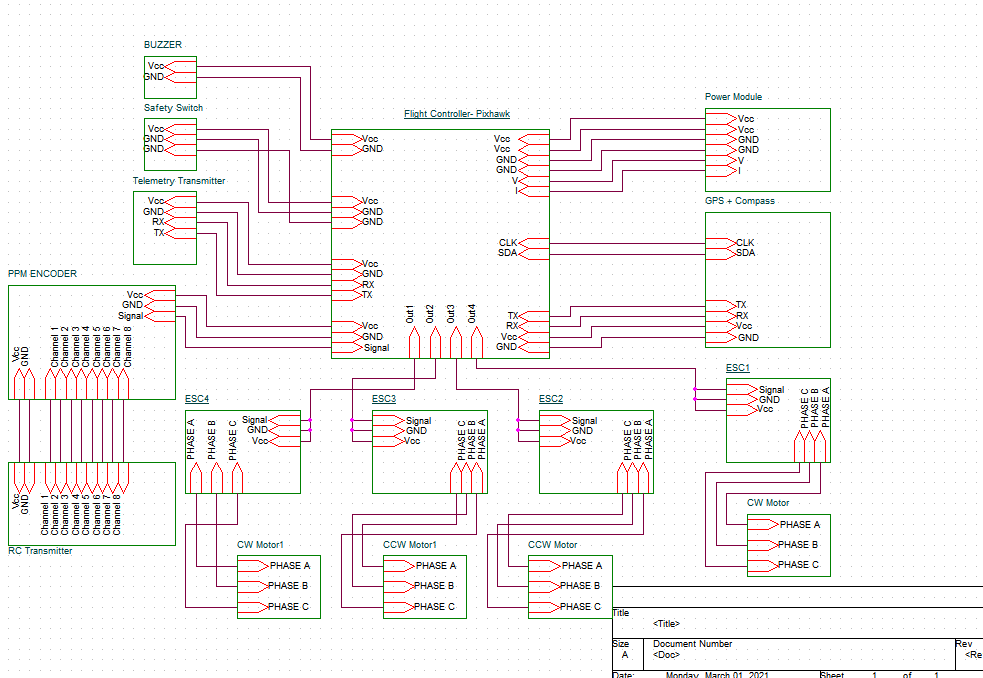 BUZZER
Vcc
GND
Safety Switch
Vcc
GND
GND
Telemetry Transmitter
Vcc
GND
RX
TX
PPM ENCODER
Vcc
GND
Signal
Vcc
GND
Channel 1
Channel 2
Channel 3
Channel 4
Channel 5
Channel 6
Channel 7
Channel 8
Vcc
GND
Channel 1
Channel 2
Channel 3
Channel 4
Channel 5
Channel 6
Channel 7
Channel 8
RC Transmitter
Flight Controller- Pixhawk
Vcc
GND
Vcc
GND
GND
Vcc
GND
RX
TX
Vcc
GND
Signal
Out1
Out2
Out3
Out4
Vcc
Vcc
GND
GND
V
I
CLK
SDA
TX
RX
Vcc
GND
Power Module
Vcc
Vcc
GND
GND
V
I
GPS + Compass
CLK
SDA
TX
RX
Vcc
GND
ESC4
PHASE A
PHASE B
PHASE C
Signal
GND
Vcc
ESC3
Signal
GND
Vcc
PHASE C
PHASE B
PHASE A
ESC2
Signal
GND
Vcc
PHASE C
PHASE B
PHASE A
ESC1
Signal
GND
Vcc
PHASE C
PHASE B
PHASE A
CW Motor1
PHASE A
PHASE B
PHASE C
CCW Motor1
PHASE A
PHASE B
PHASE C
CCW Motor
PHASE A
PHASE B
PHASE C
CW Motor
PHASE A
PHASE B
PHASE C
Title
<Title>
Size
A
Document Number
<Doc>
Rev
<Re
Date:
Monday, March 01, 2021
Sheet
1
of
1